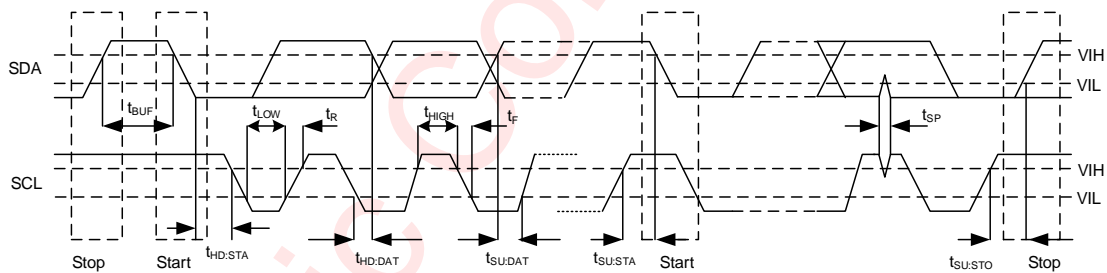 SDA
VIH
VIL
tBUF
tLOW
tR
tHIGH
tF
tSP
SCL
VIH
VIL
tHD:STA
tHD:DAT
tSU:DAT
tSU:STA
tSU:STO
Stop
Start
Start
Stop